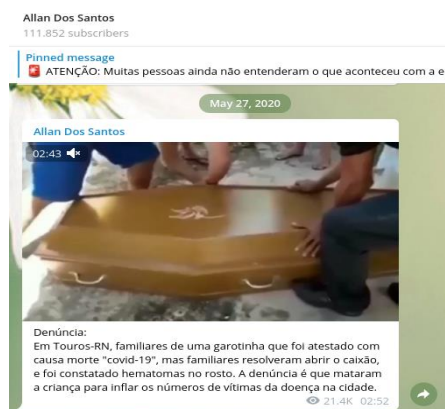 Allan Dos Santos
111.852 subscribers
Pinned message
🚨 ATENÇÃO: Muitas pessoas ainda não entenderam o que aconteceu com a e
May 27, 2020
Allan Dos Santos
02:43
Denúncia:
Em Touros-RN, familiares de uma garotinha que foi atestado com
causa morte "covid-19", mas familiares resolveram abrir o caixão,
e foi constatado hematomas no rosto. A denúncia é que mataram
a criança para inflar os números de vítimas da doença na cidade.
21.4K 02:52